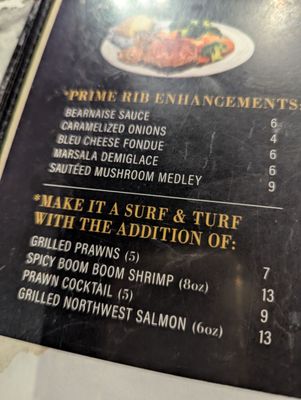 *PRIME RIB ENHANCEMENTS:
BEARNAISE SAUCE 6
CARAMELIZED ONIONS 4
BLEU CHEESE FONDUE 6
MARSALA DEMIGLACE 6
SAUTÉED MUSHROOM MEDLEY 9
*MAKE IT A SURF & TURF
WITH THE ADDITION OF:
GRILLED PRAWNS (5) 7
SPICY BOOM BOOM SHRIMP (8oz) 13
PRAWN COCKTAIL (5) 9
GRILLED NORTHWEST SALMON (6oz) 13